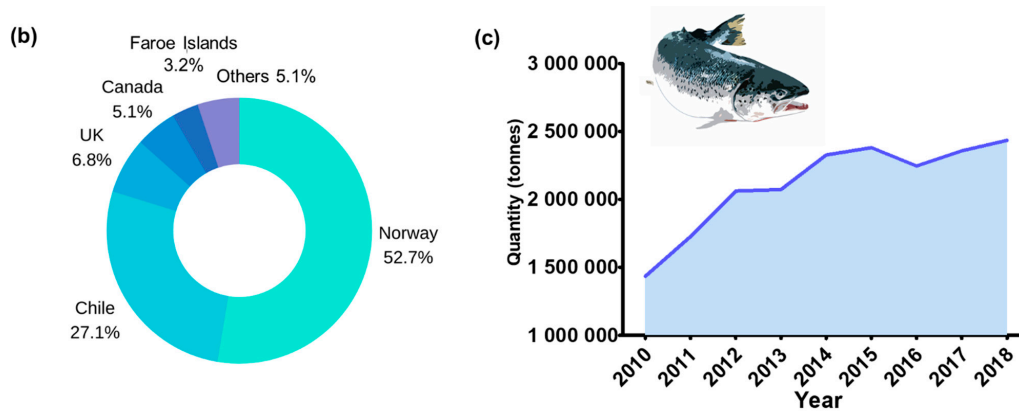 (b)
Faroe Islands
3.2%
Others 5.1%
Canada
5.1%
UK
6.8%
Norway
52.7%
Chile
27.1%
(c)
Quantity (tonnes)
3 000 000
2 500 000
2 000 000
1 500 000
1 000 000
2010
2011
2012
2013
2014
2015
2016
2017
2018
Year